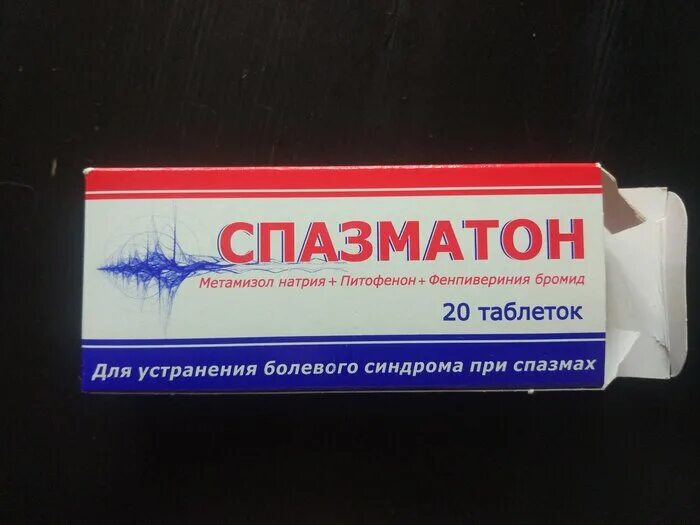 СПАЗМАТОН
Метамизол натрия + Питофенон + Фенпивериния бромид
20 таблеток
Для устранения болевого синдрома при спазмах